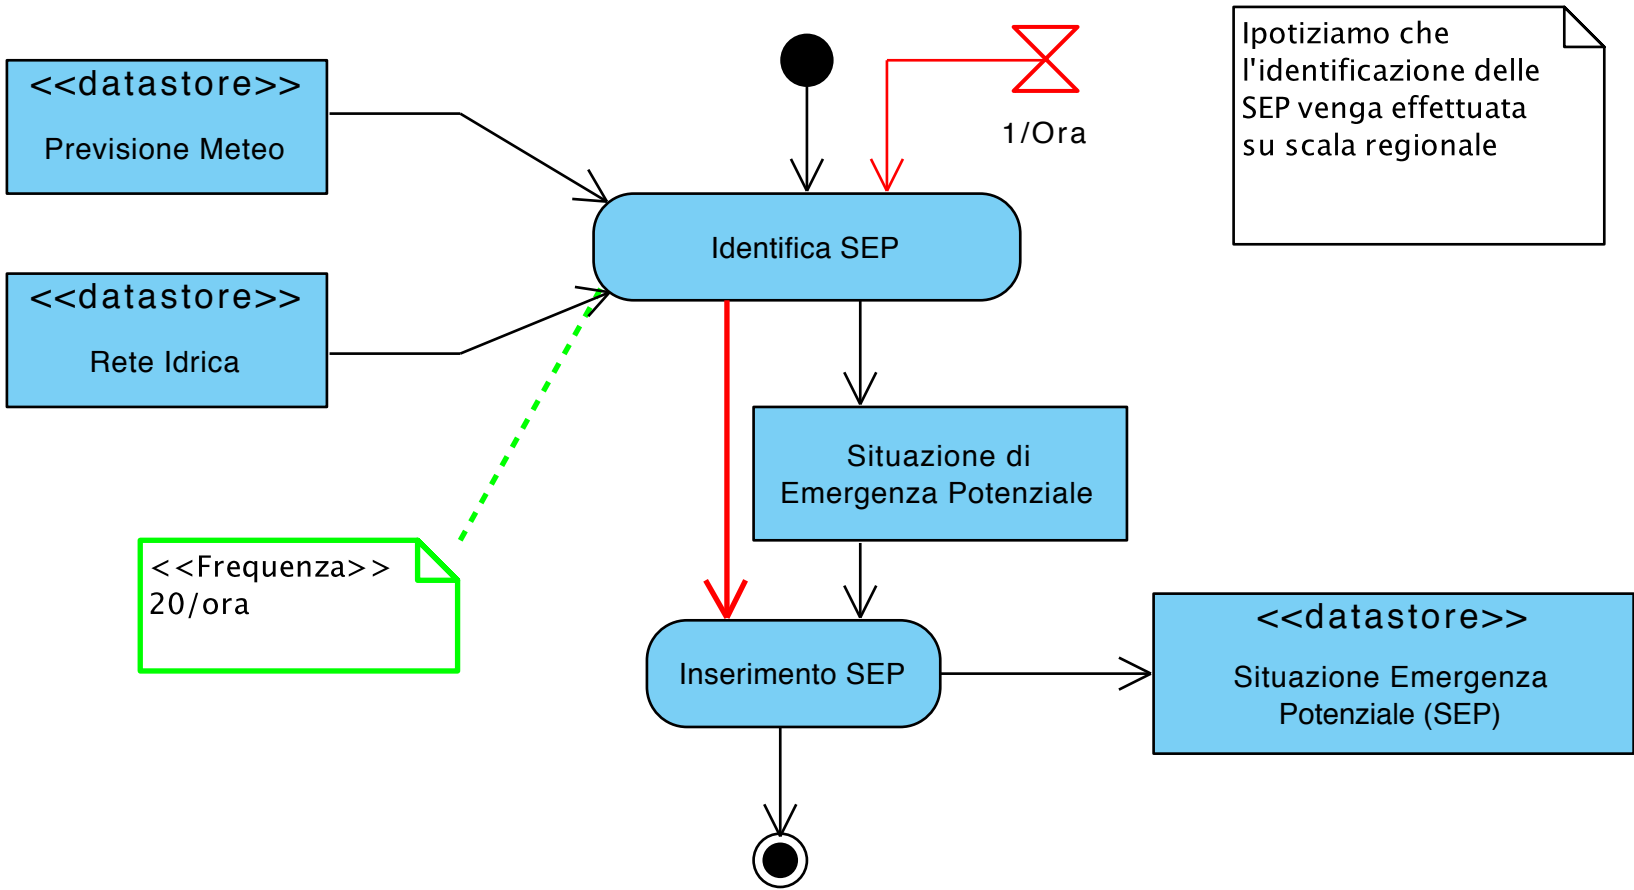 <<datastore>>
Previsione Meteo
1/Ora
Ipotiziamo che
l'identificazione delle
SEP venga effettuata
su scala regionale
Identifica SEP
<<datastore>>
Rete Idrica
Situazione di
Emergenza Potenziale
<<Frequenza>>
20/ora
Inserimento SEP
<<datastore>>
Situazione Emergenza
Potenziale (SEP)